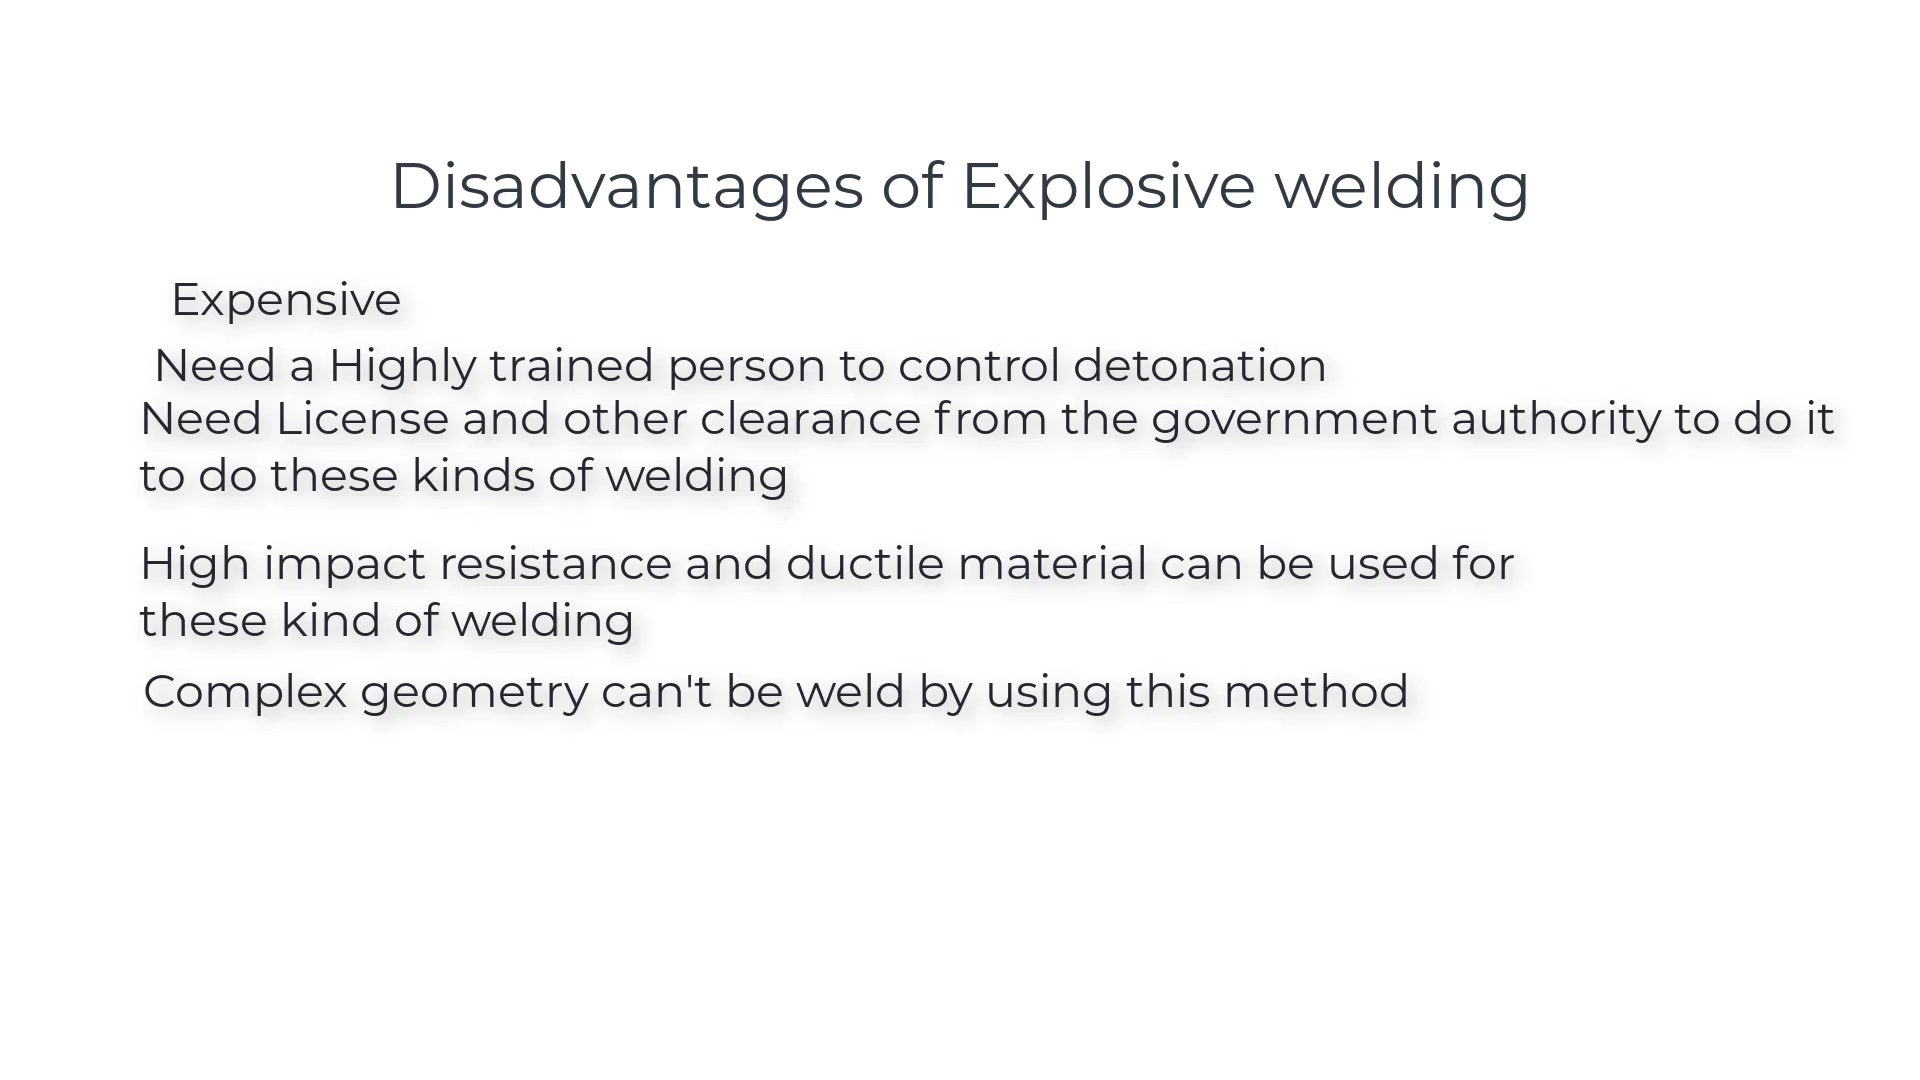 Disadvantages of Explosive welding
Expensive
Need a Highly trained person to control detonation
Need License and other clearance from the government authority to do it
to do these kinds of welding
High impact resistance and ductile material can be used for
these kind of welding
Complex geometry can't be weld by using this method